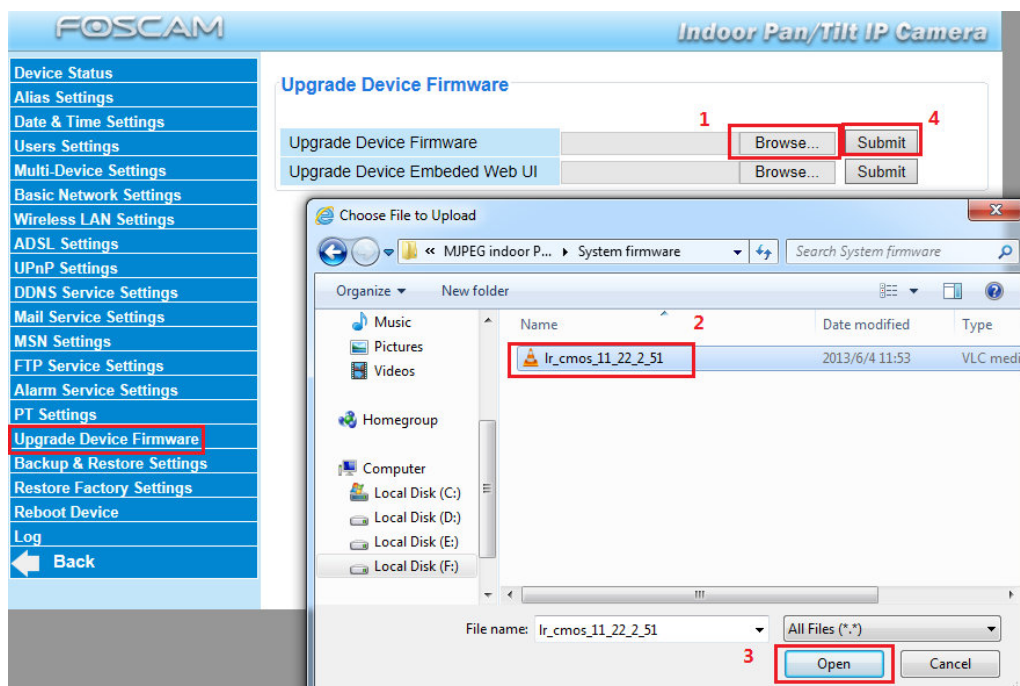 FOSCAM
Indoor Pan/Tilt IP Camera
Device Status
Alias Settings
Date & Time Settings
Users Settings
Multi-Device Settings
Basic Network Settings
Wireless LAN Settings
ADSL Settings
UPnP Settings
DDNS Service Settings
Mail Service Settings
MSN Settings
FTP Service Settings
Alarm Service Settings
PT Settings
Upgrade Device Firmware
Backup & Restore Settings
Restore Factory Settings
Reboot Device
Log
Back
Upgrade Device Firmware
1
4
Upgrade Device Firmware Browse... Submit
Upgrade Device Embeded Web UI Browse... Submit
Choose File to Upload
« MJPEG indoor P... System firmware Search System firmware
Organize New folder
Music
Pictures
Videos
Homegroup
Computer
Local Disk (C:)
Local Disk (D:)
Local Disk (E:)
Local Disk (F:)
Name 2 Date modified Type
lr_cmos_11_22_2_51 2013/6/4 11:53 VLC medi
File name: lr_cmos_11_22_2_51 All Files (*.*)
3 Open Cancel